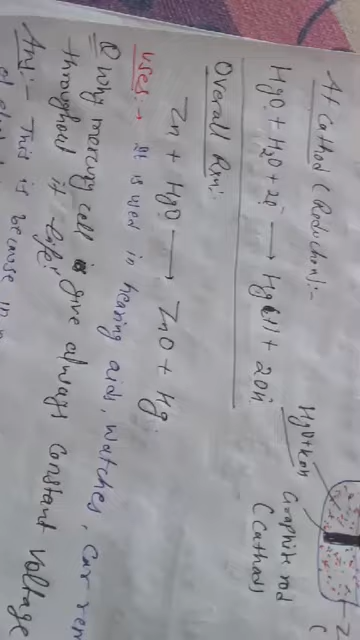 At Cathod (Reduction):-
HgO + H₂O + 2e⁻ → Hg(l) + 2OH⁻
HgO+KOH
Graphite rod
(Cathod)
Overall Rxn:
Zn + HgO → ZnO + Hg
Uses:→ It is used in hearing aids, watches, car
Q Why mercury cell give always Constant Voltage
throughout it life?
Ans:- This is because